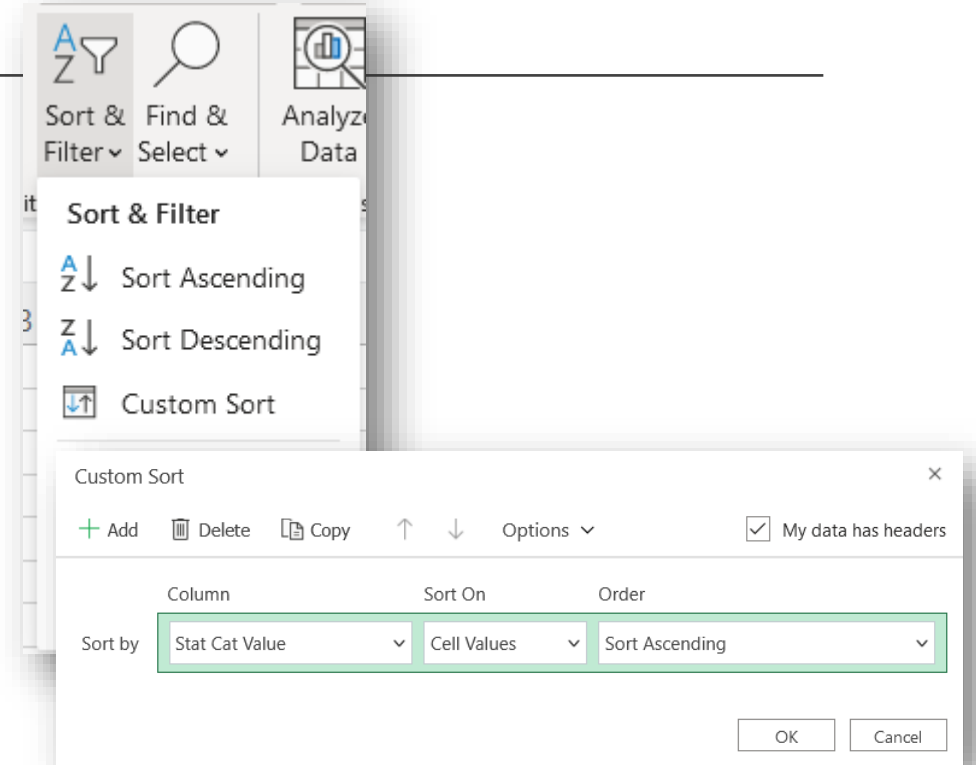 Sort & Filter
Find & Select
Analyze Data
it
s
Sort & Filter
Sort Ascending
3
Sort Descending
Custom Sort
Custom Sort
Add Delete Copy Options My data has headers
Column Sort On Order
Sort by Stat Cat Value Cell Values Sort Ascending
OK Cancel